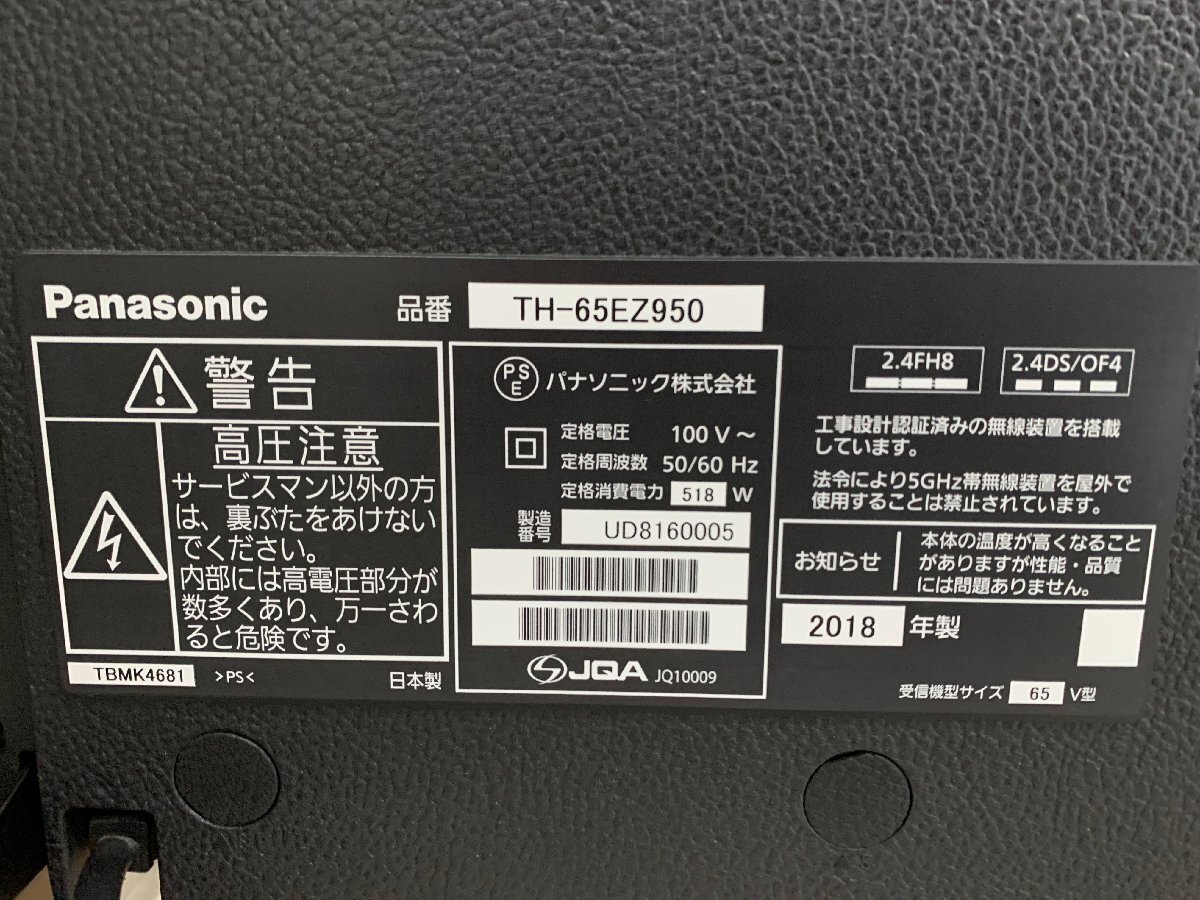 Panasonic
品番 TH-65EZ950
警告
高圧注意
サービスマン以外の方
は、裏ぶたをあけない
でください。
内部には高電圧部分が
数多くあり、万一さわ
ると危険です。
TBMK4681 >PS< 日本製
PSE パナソニック株式会社
定格電圧 100 V ～
定格周波数 50/60 Hz
定格消費電力 518 W
製造番号 UD8160005
JQA JQ10009
2.4FH8
2.4DS/OF4
工事設計認証済みの無線装置を搭載
しています。
法令により5GHz帯無線装置を屋外で
使用することは禁止されています。
お知らせ
本体の温度が高くなること
がありますが性能・品質
には問題ありません。
2018 年製
受信機型サイズ 65 V型